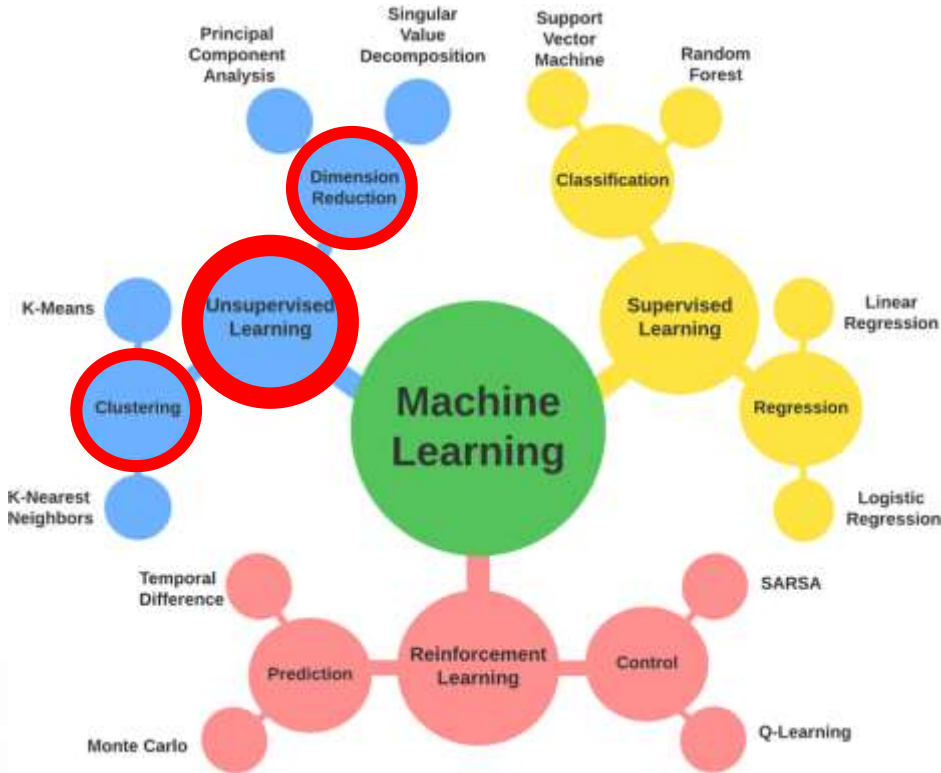 Singular
Value
Decomposition
Principal
Component
Analysis
Support
Vector
Machine
Random
Forest
Dimension
Reduction
Classification
K-Means
Unsupervised
Learning
Supervised
Learning
Linear
Regression
Clustering
Machine
Learning
Regression
K-Nearest
Neighbors
Logistic
Regression
Temporal
Difference
SARSA
Prediction
Reinforcement
Learning
Control
Monte Carlo
Q-Learning